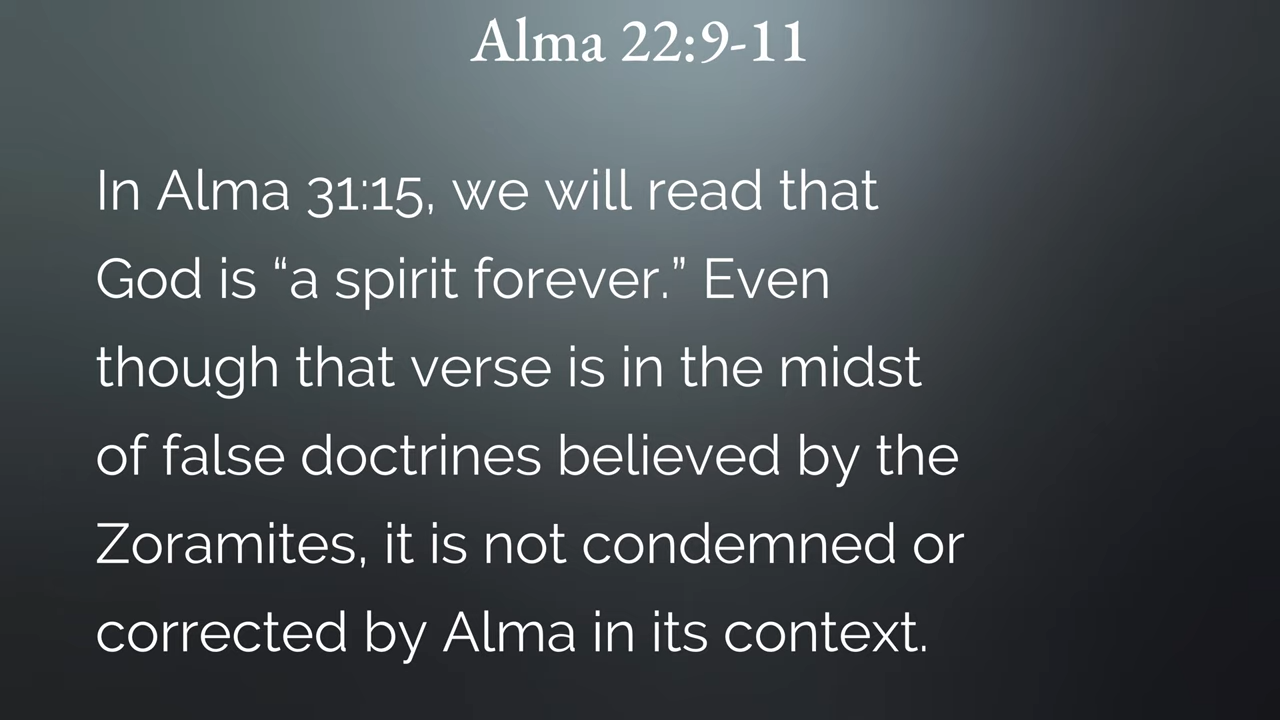 Alma 22:9-11
In Alma 31:15, we will read that
God is “a spirit forever.” Even
though that verse is in the midst
of false doctrines believed by the
Zoramites, it is not condemned or
corrected by Alma in its context.